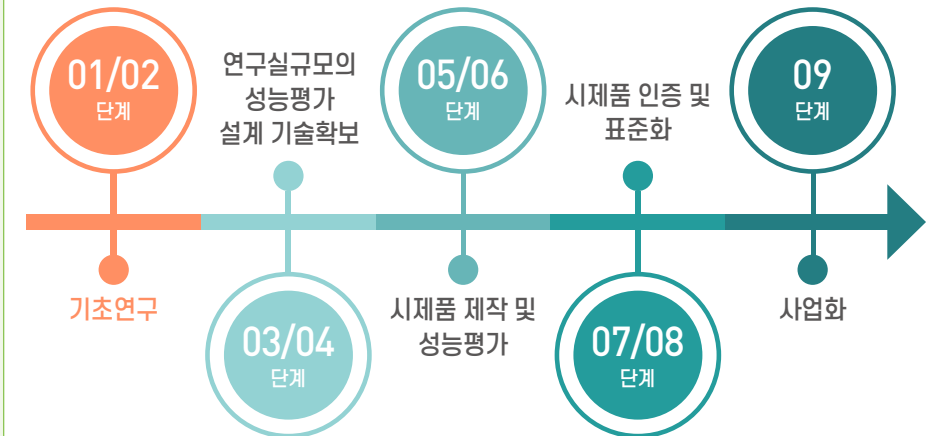 01/02
단계
기초연구
연구실규모의
성능평가
설계 기술확보
03/04
단계
05/06
단계
시제품 제작 및
성능평가
시제품 인증 및
표준화
07/08
단계
09
단계
사업화